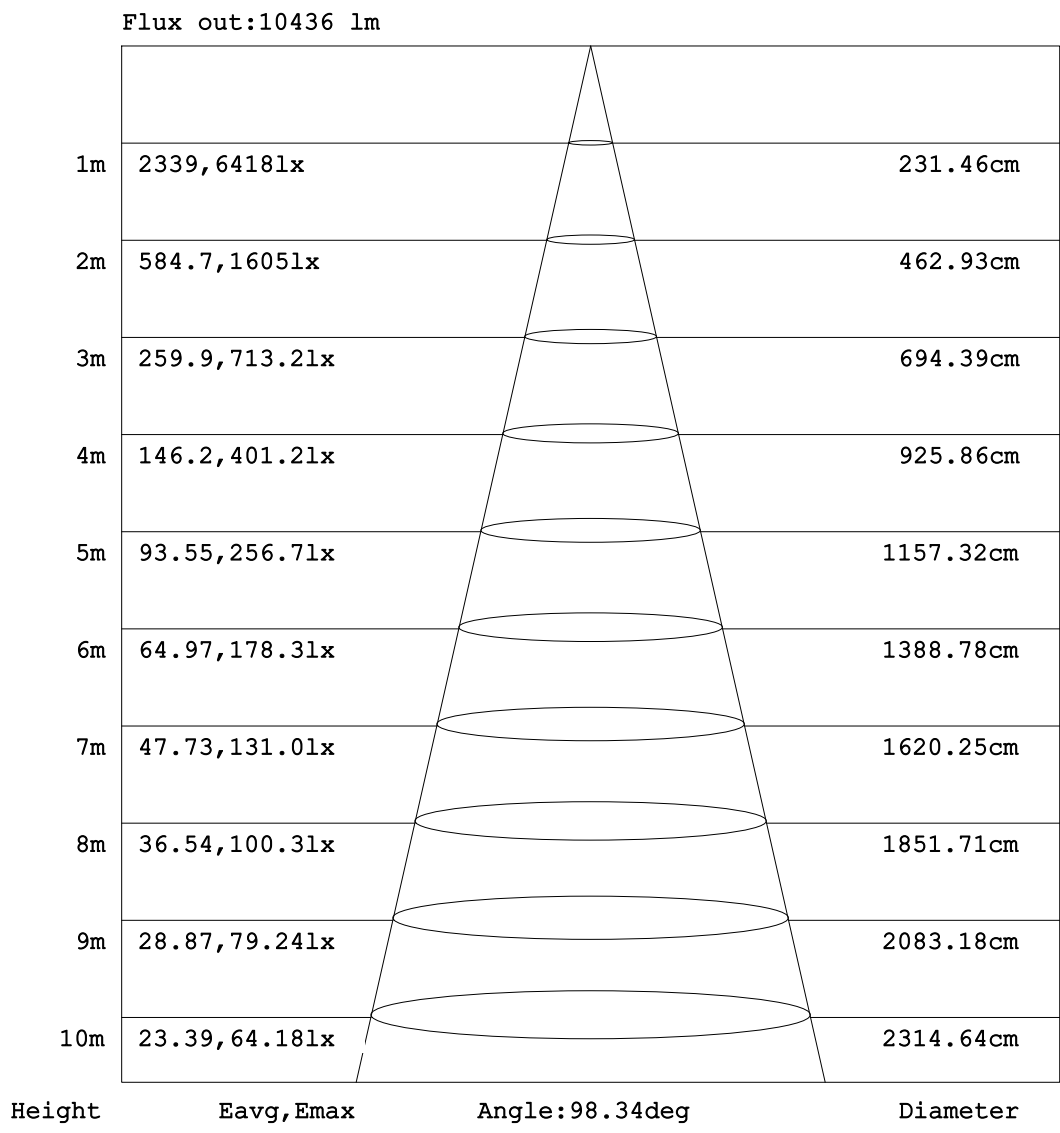 Flux out:10436 lm
1m 2339,6418lx 231.46cm
2m 584.7,1605lx 462.93cm
3m 259.9,713.2lx 694.39cm
4m 146.2,401.2lx 925.86cm
5m 93.55,256.7lx 1157.32cm
6m 64.97,178.3lx 1388.78cm
7m 47.73,131.0lx 1620.25cm
8m 36.54,100.3lx 1851.71cm
9m 28.87,79.24lx 2083.18cm
10m 23.39,64.18lx 2314.64cm
Height Eavg,Emax Angle:98.34deg Diameter